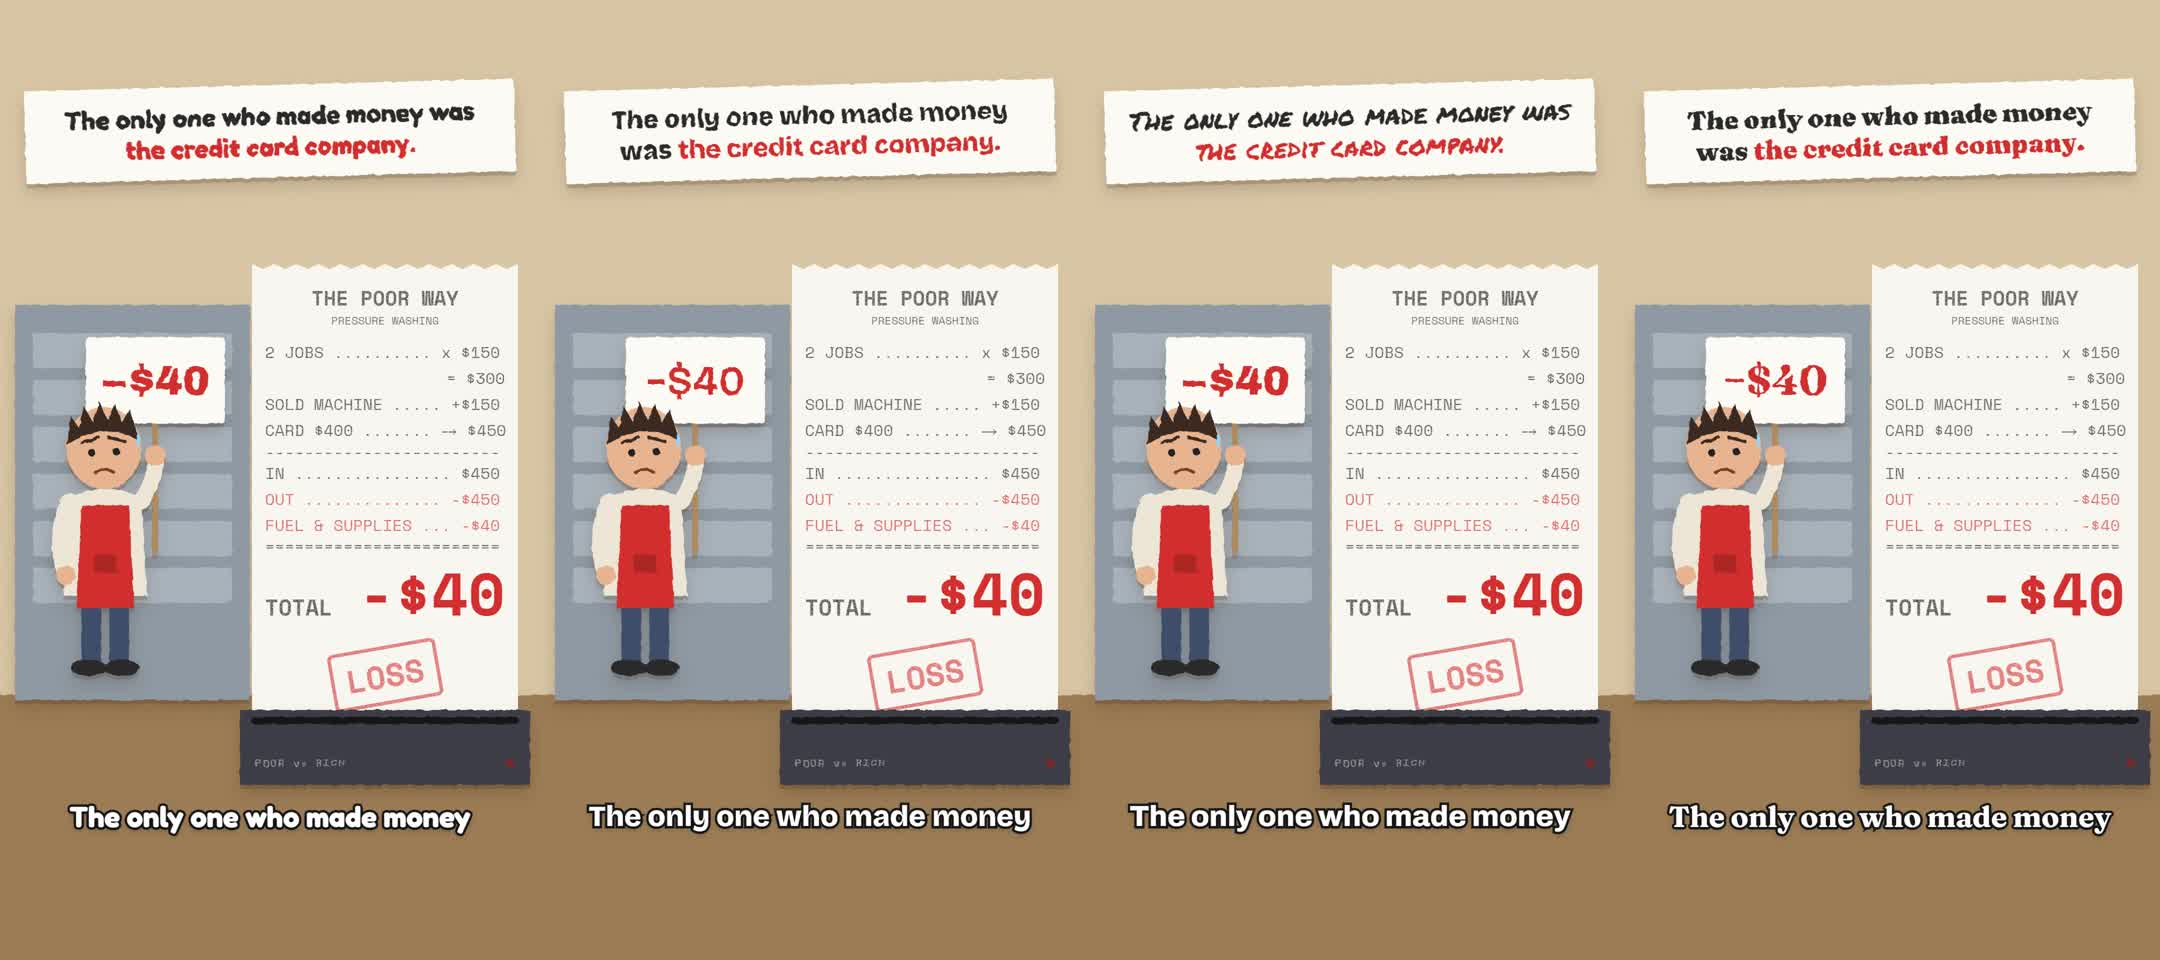 The only one who made money was
the credit card company.
-$40
THE POOR WAY
PRESSURE WASHING
2 JOBS .......... x $150
= $300
SOLD MACHINE ..... +$150
CARD $400 ....... → $450
------------------------
IN ................ $450
OUT .............. -$450
FUEL & SUPPLIES ... -$40
========================
TOTAL -$40
LOSS
POOR vs RICH
The only one who made money
The only one who made money
was the credit card company.
-$40
THE POOR WAY
PRESSURE WASHING
2 JOBS .......... x $150
= $300
SOLD MACHINE ..... +$150
CARD $400 ....... → $450
------------------------
IN ................ $450
OUT .............. -$450
FUEL & SUPPLIES ... -$40
========================
TOTAL -$40
LOSS
POOR vs RICH
The only one who made money
THE ONLY ONE WHO MADE MONEY WAS
THE CREDIT CARD COMPANY.
-$40
THE POOR WAY
PRESSURE WASHING
2 JOBS .......... x $150
= $300
SOLD MACHINE ..... +$150
CARD $400 ....... → $450
------------------------
IN ................ $450
OUT .............. -$450
FUEL & SUPPLIES ... -$40
========================
TOTAL -$40
LOSS
POOR vs RICH
The only one who made money
The only one who made money
was the credit card company.
-$40
THE POOR WAY
PRESSURE WASHING
2 JOBS .......... x $150
= $300
SOLD MACHINE ..... +$150
CARD $400 ....... → $450
------------------------
IN ................ $450
OUT .............. -$450
FUEL & SUPPLIES ... -$40
========================
TOTAL -$40
LOSS
POOR vs RICH
The only one who made money